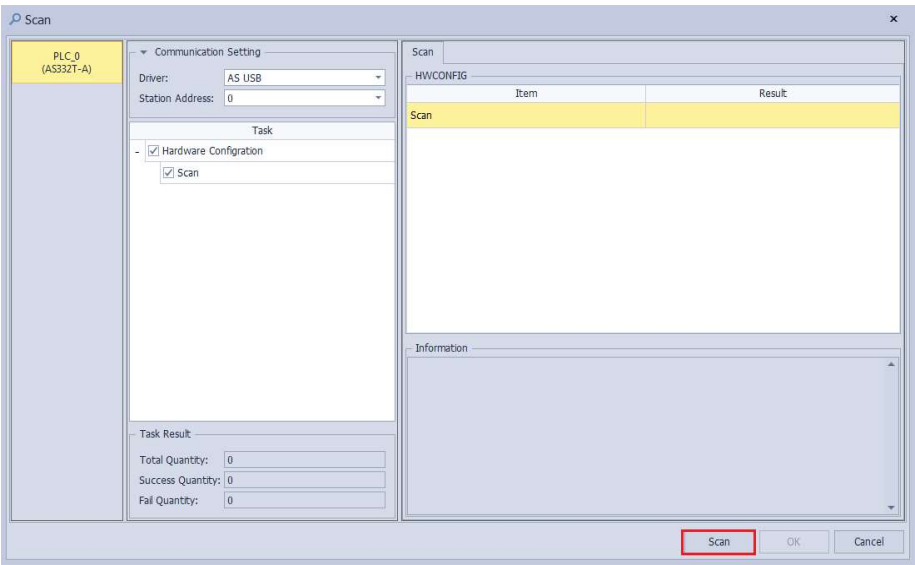 Scan
PLC_0
(AS332T-A)
Communication Setting
Driver: AS USB
Station Address: 0
Task
Hardware Configration
Scan
Task Result
Total Quantity: 0
Success Quantity: 0
Fail Quantity: 0
Scan
HWCONFIG
Item Result
Scan
Information
Scan OK Cancel